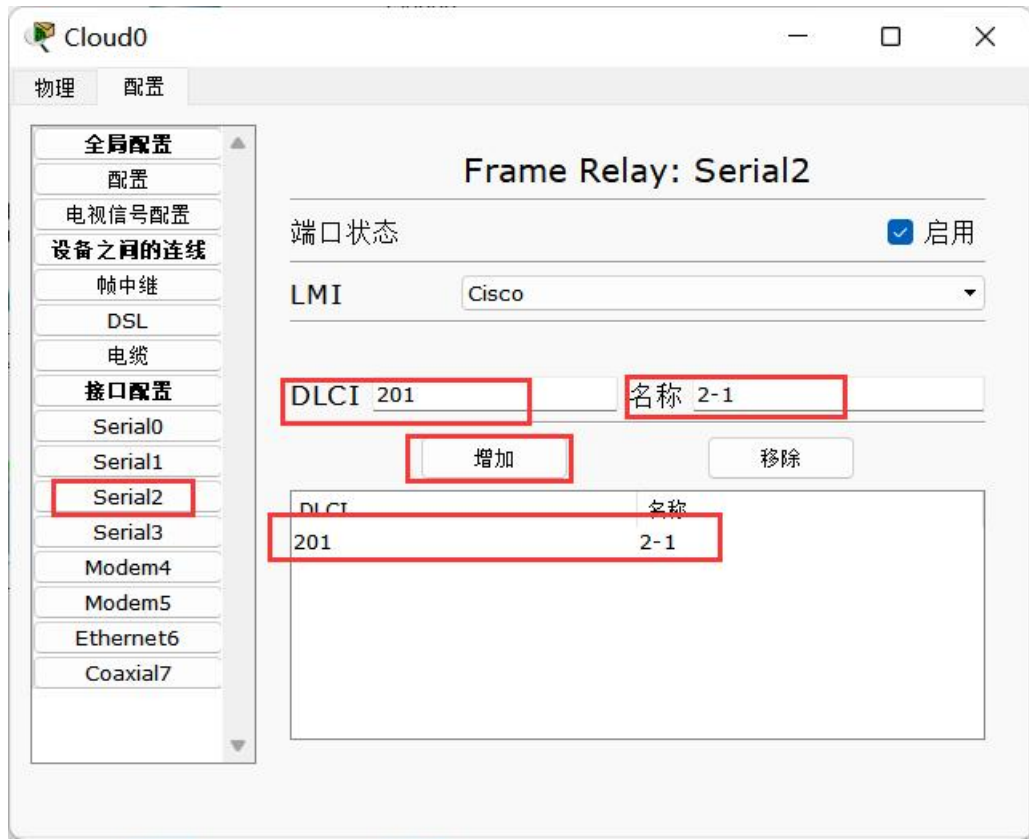 Cloud0
物理 配置
全局配置
配置
电视信号配置
设备之间的连线
帧中继
DSL
电缆
接口配置
Serial0
Serial1
Serial2
Serial3
Modem4
Modem5
Ethernet6
Coaxial7
Frame Relay: Serial2
端口状态 启用
LMI Cisco
DLCI 201 名称 2-1
增加 移除
DLCI 名称
201 2-1